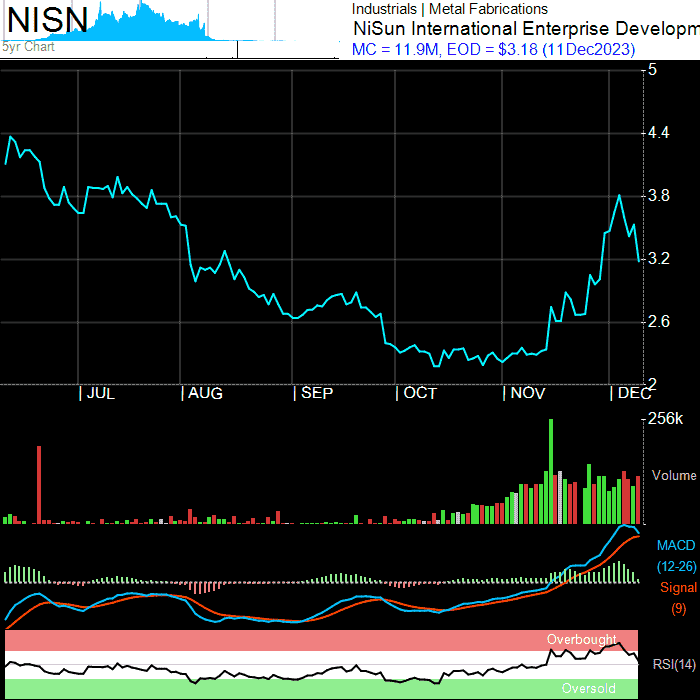 NISN
5yr Chart
Industrials | Metal Fabrications
NiSun International Enterprise Developm
MC = 11.9M, EOD = $3.18 (11Dec2023)
5
4.4
3.8
3.2
2.6
2
| JUL | AUG | SEP | OCT | NOV | DEC
256k
Volume
MACD
(12-26)
Signal
(9)
Overbought
RSI(14)
Oversold